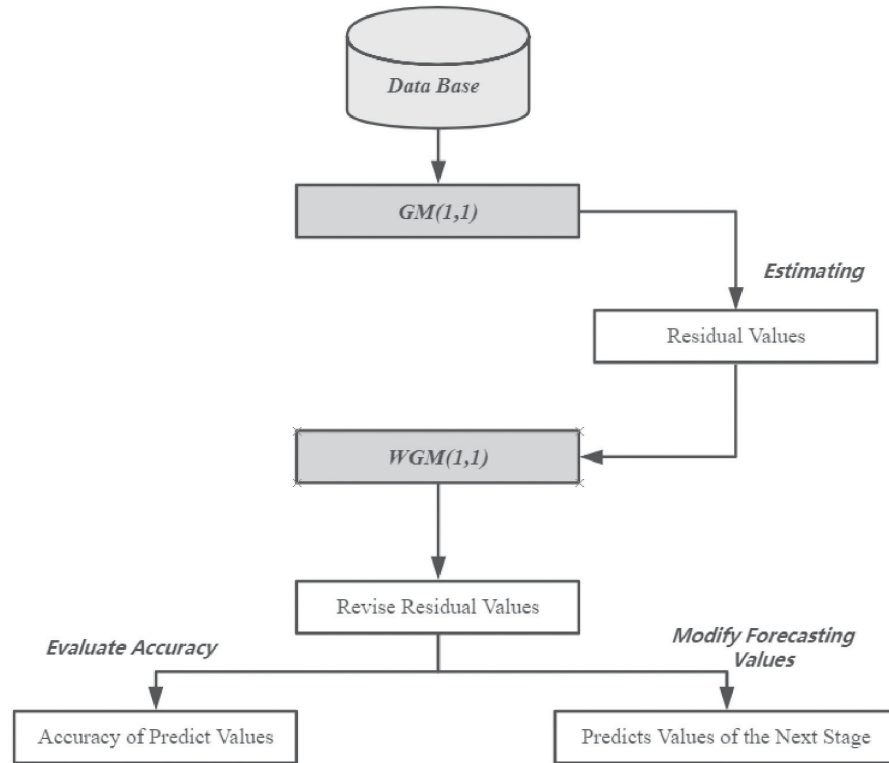 Data Base
GM(1,1)
Estimating
Residual Values
WGM(1,1)
Revise Residual Values
Evaluate Accuracy
Modify Forecasting
Values
Accuracy of Predict Values
Predicts Values of the Next Stage